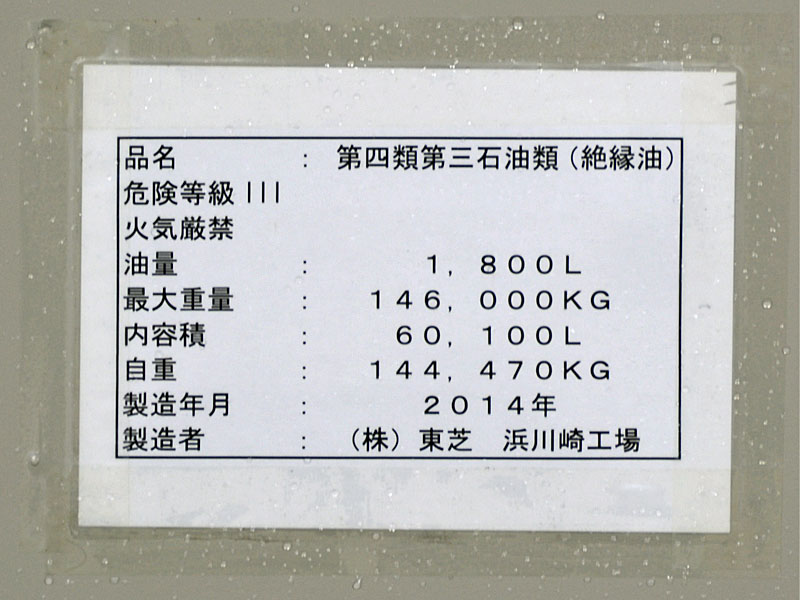 品名 : 第四類第三石油類（絶縁油）
危険等級III
火気厳禁
油量 : １，８００Ｌ
最大重量 : １４６，０００ＫＧ
内容積 : ６０，１００Ｌ
自重 : １４４，４７０ＫＧ
製造年月 : ２０１４年
製造者 : （株）東芝　浜川崎工場